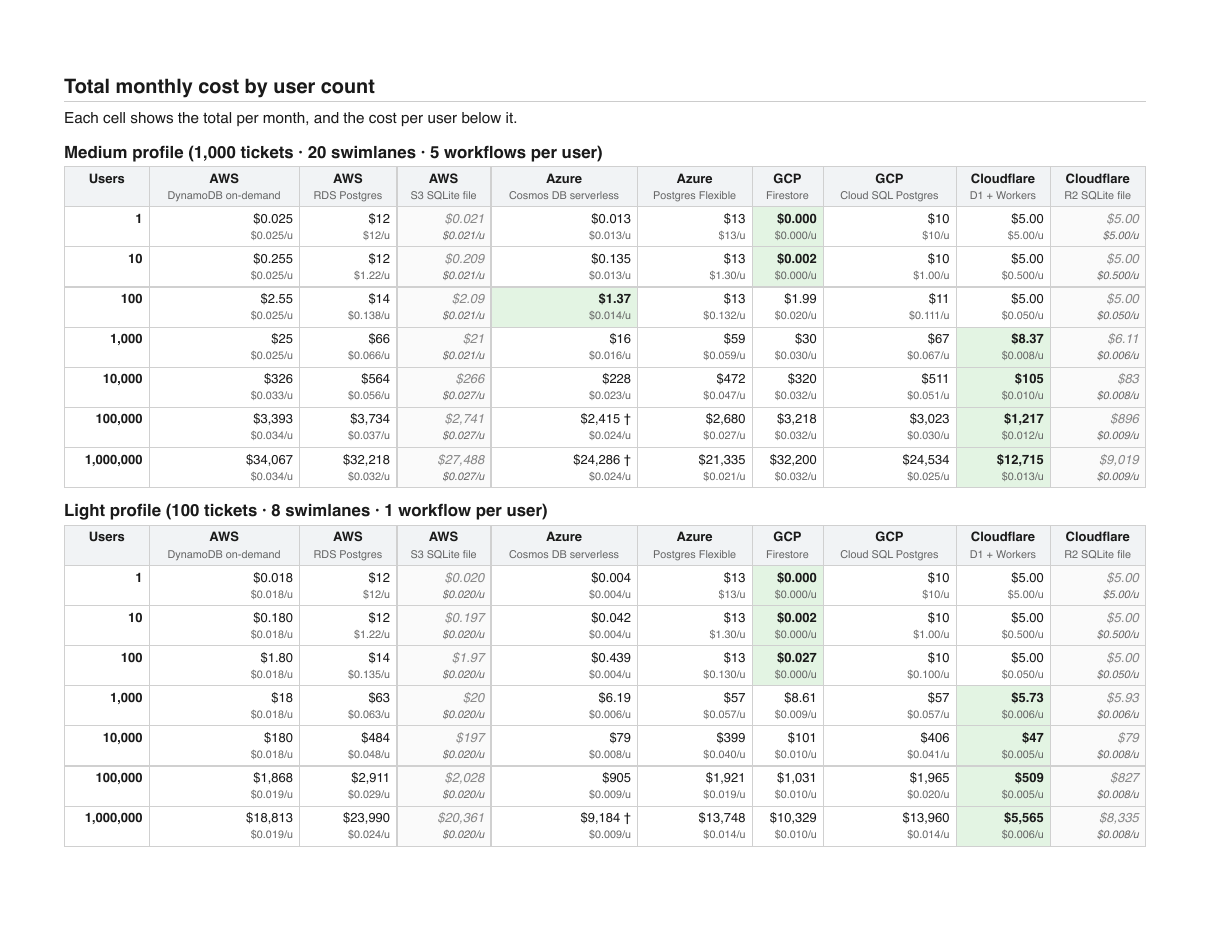 Total monthly cost by user count
Each cell shows the total per month, and the cost per user below it.
Medium profile (1,000 tickets · 20 swimlanes · 5 workflows per user)
Users AWS AWS AWS Azure Azure GCP GCP Cloudflare Cloudflare
DynamoDB on-demand RDS Postgres S3 SQLite file Cosmos DB serverless Postgres Flexible Firestore Cloud SQL Postgres D1 + Workers R2 SQLite file
1 $0.025 $12 $0.021 $0.013 $13 $0.000 $10 $5.00 $5.00
$0.025/u $12/u $0.021/u $0.013/u $13/u $0.000/u $10/u $5.00/u $5.00/u
10 $0.255 $12 $0.209 $0.135 $13 $0.002 $10 $5.00 $5.00
$0.025/u $1.22/u $0.021/u $0.013/u $1.30/u $0.000/u $1.00/u $0.500/u $0.500/u
100 $2.55 $14 $2.09 $1.37 $13 $1.99 $11 $5.00 $5.00
$0.025/u $0.138/u $0.021/u $0.014/u $0.132/u $0.020/u $0.111/u $0.050/u $0.050/u
1,000 $25 $66 $21 $16 $59 $30 $67 $8.37 $6.11
$0.025/u $0.066/u $0.021/u $0.016/u $0.059/u $0.030/u $0.067/u $0.008/u $0.006/u
10,000 $326 $564 $266 $228 $472 $320 $511 $105 $83
$0.033/u $0.056/u $0.027/u $0.023/u $0.047/u $0.032/u $0.051/u $0.010/u $0.008/u
100,000 $3,393 $3,734 $2,741 $2,415 † $2,680 $3,218 $3,023 $1,217 $896
$0.034/u $0.037/u $0.027/u $0.024/u $0.027/u $0.032/u $0.030/u $0.012/u $0.009/u
1,000,000 $34,067 $32,218 $27,488 $24,286 † $21,335 $32,200 $24,534 $12,715 $9,019
$0.034/u $0.032/u $0.027/u $0.024/u $0.021/u $0.032/u $0.025/u $0.013/u $0.009/u
Light profile (100 tickets · 8 swimlanes · 1 workflow per user)
Users AWS AWS AWS Azure Azure GCP GCP Cloudflare Cloudflare
DynamoDB on-demand RDS Postgres S3 SQLite file Cosmos DB serverless Postgres Flexible Firestore Cloud SQL Postgres D1 + Workers R2 SQLite file
1 $0.018 $12 $0.020 $0.004 $13 $0.000 $10 $5.00 $5.00
$0.018/u $12/u $0.020/u $0.004/u $13/u $0.000/u $10/u $5.00/u $5.00/u
10 $0.180 $12 $0.197 $0.042 $13 $0.002 $10 $5.00 $5.00
$0.018/u $1.22/u $0.020/u $0.004/u $1.30/u $0.000/u $1.00/u $0.500/u $0.500/u
100 $1.80 $14 $1.97 $0.439 $13 $0.027 $10 $5.00 $5.00
$0.018/u $0.135/u $0.020/u $0.004/u $0.130/u $0.000/u $0.100/u $0.050/u $0.050/u
1,000 $18 $63 $20 $6.19 $57 $8.61 $57 $5.73 $5.93
$0.018/u $0.063/u $0.020/u $0.006/u $0.057/u $0.009/u $0.057/u $0.006/u $0.006/u
10,000 $180 $484 $197 $79 $399 $101 $406 $47 $79
$0.018/u $0.048/u $0.020/u $0.008/u $0.040/u $0.010/u $0.041/u $0.005/u $0.008/u
100,000 $1,868 $2,911 $2,028 $905 $1,921 $1,031 $1,965 $509 $827
$0.019/u $0.029/u $0.020/u $0.009/u $0.019/u $0.010/u $0.020/u $0.005/u $0.008/u
1,000,000 $18,813 $23,990 $20,361 $9,184 † $13,748 $10,329 $13,960 $5,565 $8,335
$0.019/u $0.024/u $0.020/u $0.009/u $0.014/u $0.010/u $0.014/u $0.006/u $0.008/u